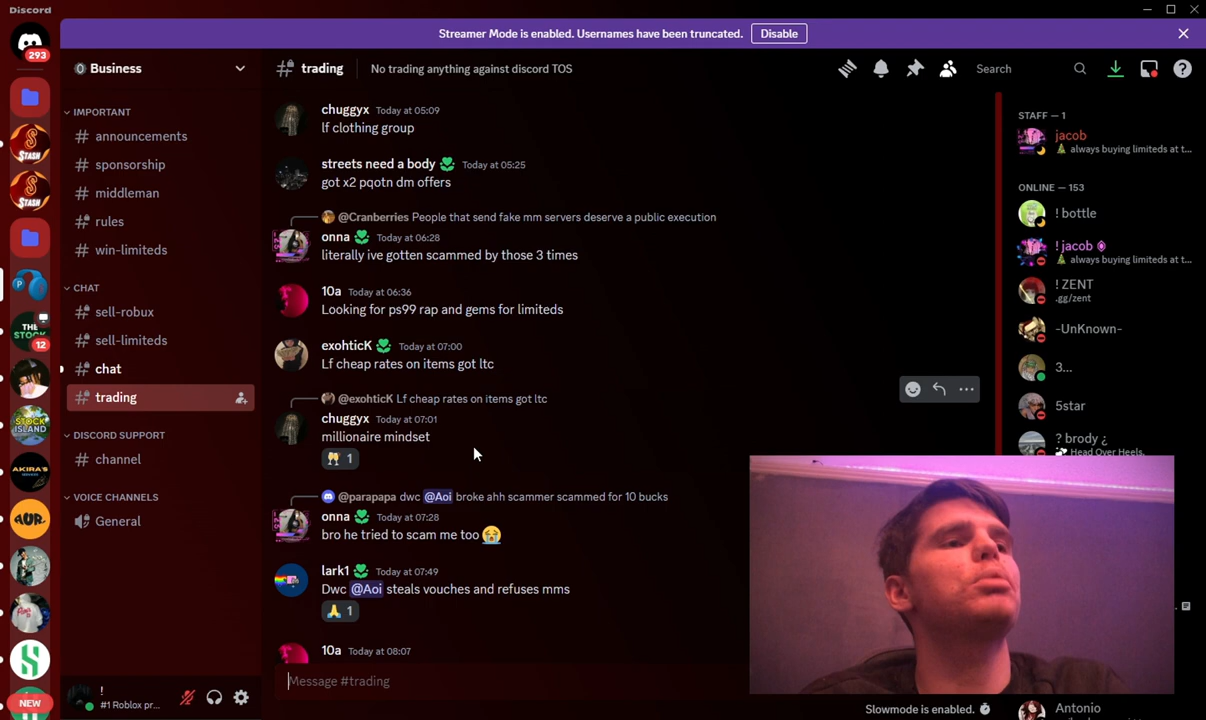 Discord
Streamer Mode is enabled. Usernames have been truncated. Disable
293
Business
trading
No trading anything against discord TOS
Search
IMPORTANT
announcements
sponsorship
middleman
rules
win-limiteds
CHAT
sell-robux
sell-limiteds
chat
trading
DISCORD SUPPORT
channel
VOICE CHANNELS
General
STASH
STASH
THE STOCK
12
STOCK ISLAND
AKIRA'S
AUR.
NEW
!
#1 Roblox pr...
chuggyx Today at 05:09
lf clothing group
streets need a body Today at 05:25
got x2 pqotn dm offers
@Cranberries People that send fake mm servers deserve a public execution
onna Today at 06:28
literally ive gotten scammed by those 3 times
10a Today at 06:36
Looking for ps99 rap and gems for limiteds
exohticK Today at 07:00
Lf cheap rates on items got ltc
@exohticK Lf cheap rates on items got ltc
chuggyx Today at 07:01
millionaire mindset
1
@parapapa dwc @Aoi broke ahh scammer scammed for 10 bucks
onna Today at 07:28
bro he tried to scam me too
lark1 Today at 07:49
Dwc @Aoi steals vouches and refuses mms
1
10a Today at 08:07
Message #trading
Slowmode is enabled.
STAFF — 1
jacob
always buying limiteds at t...
ONLINE — 153
! bottle
! jacob
always buying limiteds at t...
! ZENT
.gg/zent
-UnKnown-
3...
5star
? brody ¿
Head Over Heels.
Antonio